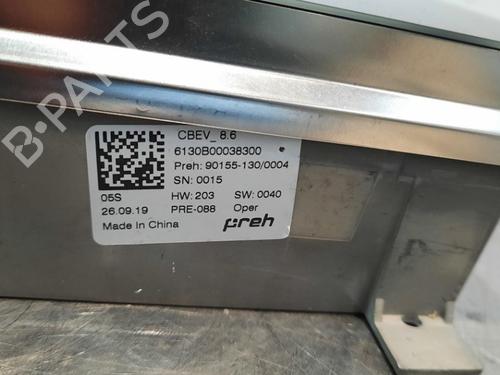 B-PARTS
CBEV_8.6
6130B00038300
Preh: 90155-130/0004
SN: 0015
05S HW: 203 SW: 0040
26.09.19 PRE-088 Oper
Made In China preh